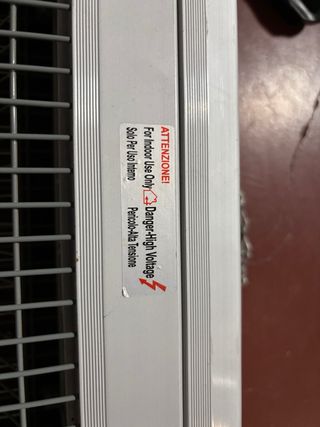 ATTENZIONE!
For Indoor Use Only Danger-High Voltage
Solo Per Uso Interno Pericolo-Alta Tensione